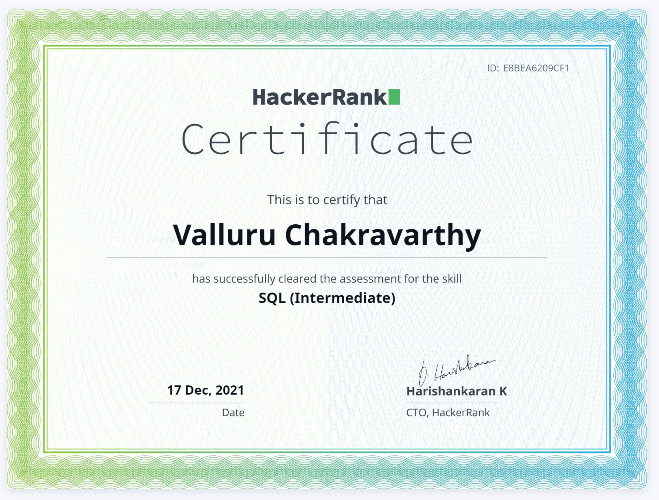 ID: E8BEA6209CF1
HackerRank
Certificate
This is to certify that
Valluru Chakravarthy
has successfully cleared the assessment for the skill
SQL (Intermediate)
17 Dec, 2021
Date
Harishankaran K
CTO, HackerRank